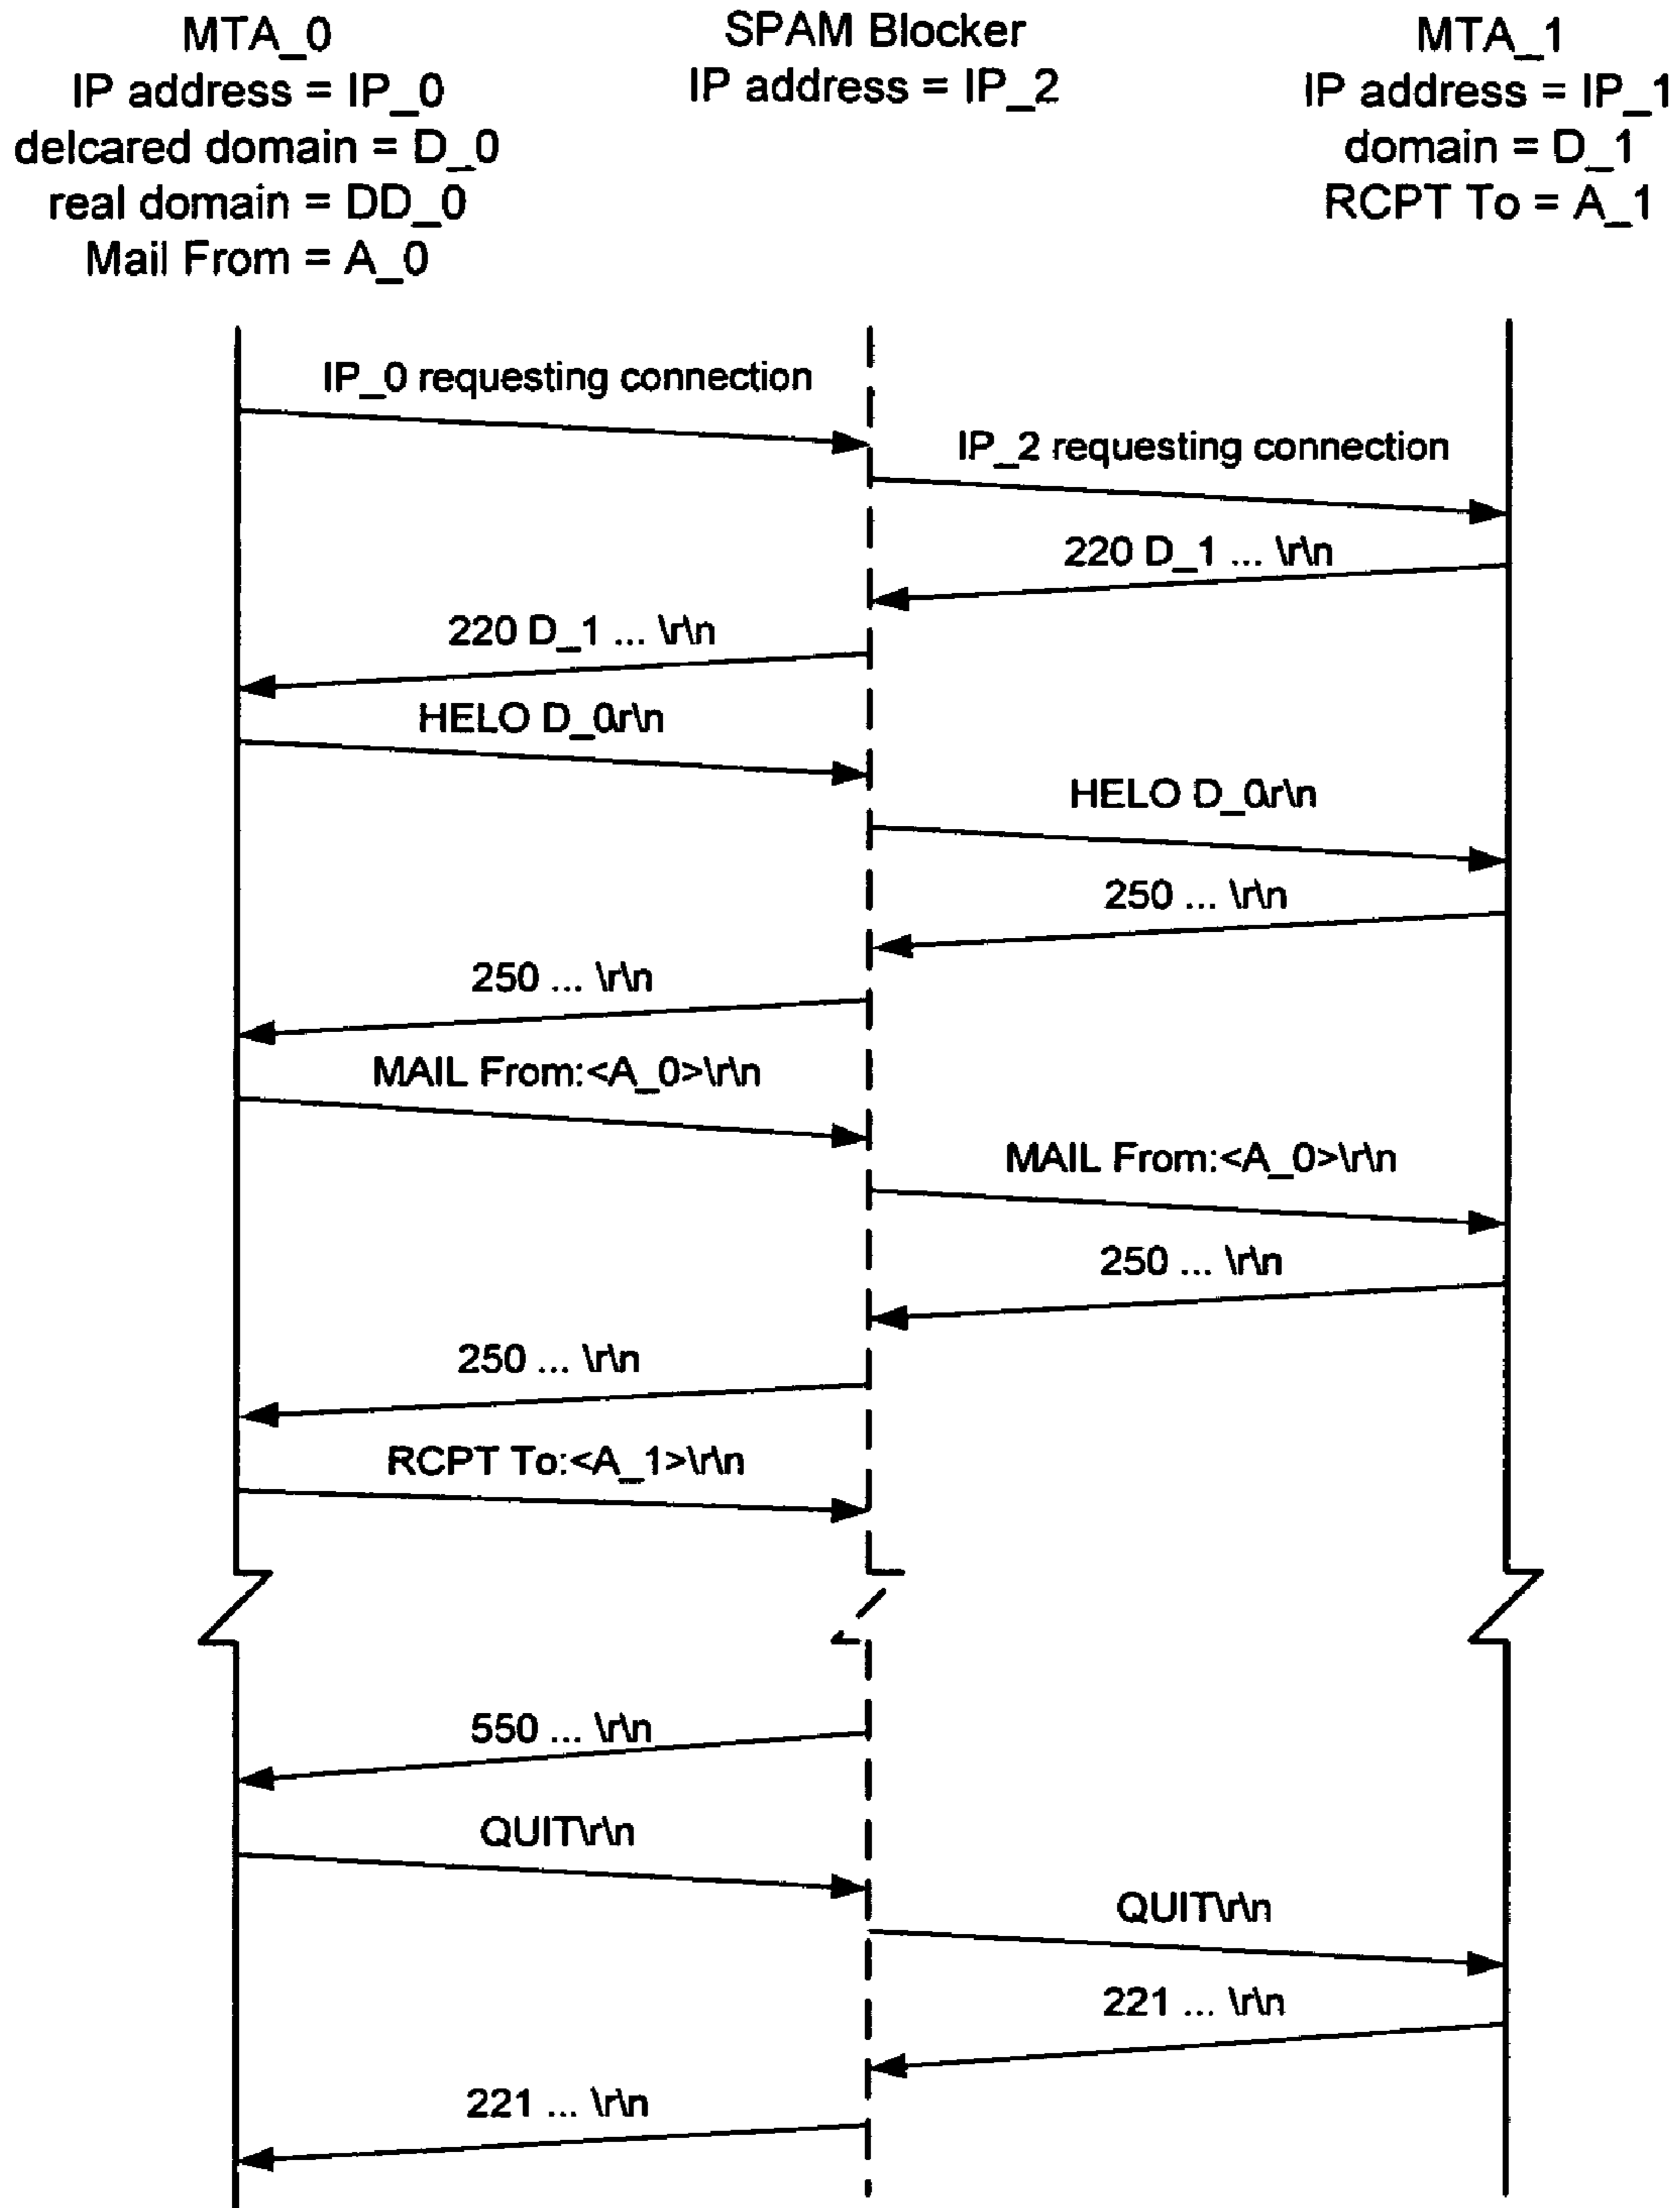 MTA_0
IP address = IP_0
delcared domain = D_0
real domain = DD_0
Mail From = A_0
SPAM Blocker
IP address = IP_2
MTA_1
IP address = IP_1
domain = D_1
RCPT To = A_1
IP_0 requesting connection
IP_2 requesting connection
220 D_1 ... \r\n
220 D_1 ... \r\n
HELO D_0\r\n
HELO D_0\r\n
250 ... \r\n
250 ... \r\n
MAIL From:<A_0>\r\n
MAIL From:<A_0>\r\n
250 ... \r\n
250 ... \r\n
RCPT To:<A_1>\r\n
550 ... \r\n
QUIT\r\n
QUIT\r\n
221 ... \r\n
221 ... \r\n